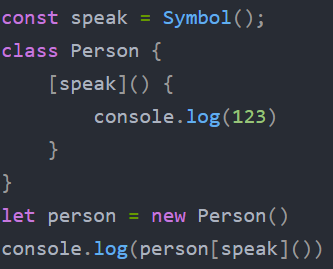 const speak = Symbol();
class Person {
    [speak]() {
        console.log(123)
    }
}
let person = new Person()
console.log(person[speak]())